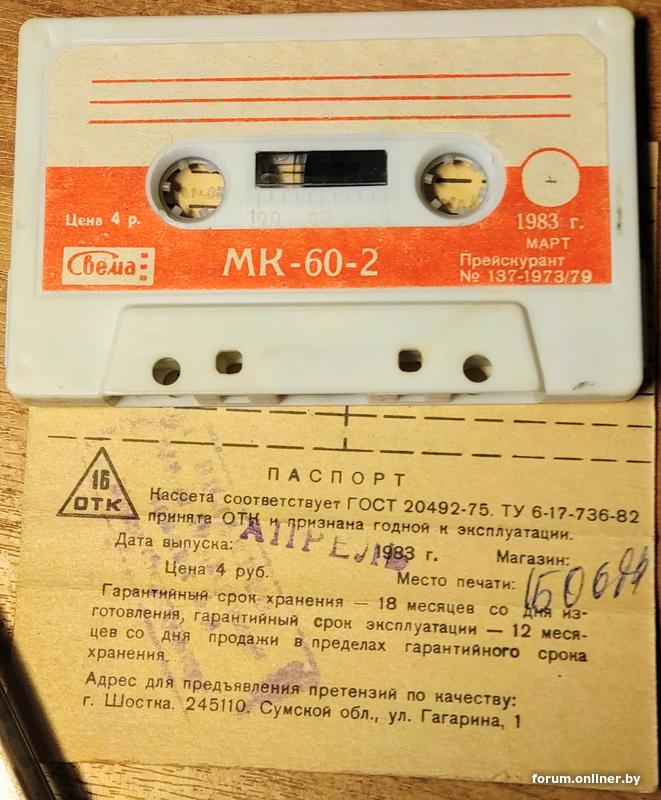 100 50 0
Цена 4 р.
1983 г.
МАРТ
Свема
МК-60-2
Прейскурант
№ 137-1973/79
ПАСПОРТ
1Б
ОТК
Кассета соответствует ГОСТ 20492-75. ТУ 6-17-736-82
принята ОТК и признана годной к эксплуатации.
Дата выпуска: АПРЕЛЬ 1983 г. Магазин:
Цена 4 руб. Место печати:
Гарантийный срок хранения — 18 месяцев со дня из-
готовления, гарантийный срок эксплуатации — 12 меся-
цев со дня продажи в пределах гарантийного срока
хранения.
Адрес для предъявления претензий по качеству:
г. Шостка. 245110. Сумской обл., ул. Гагарина, 1
forum.onliner.by